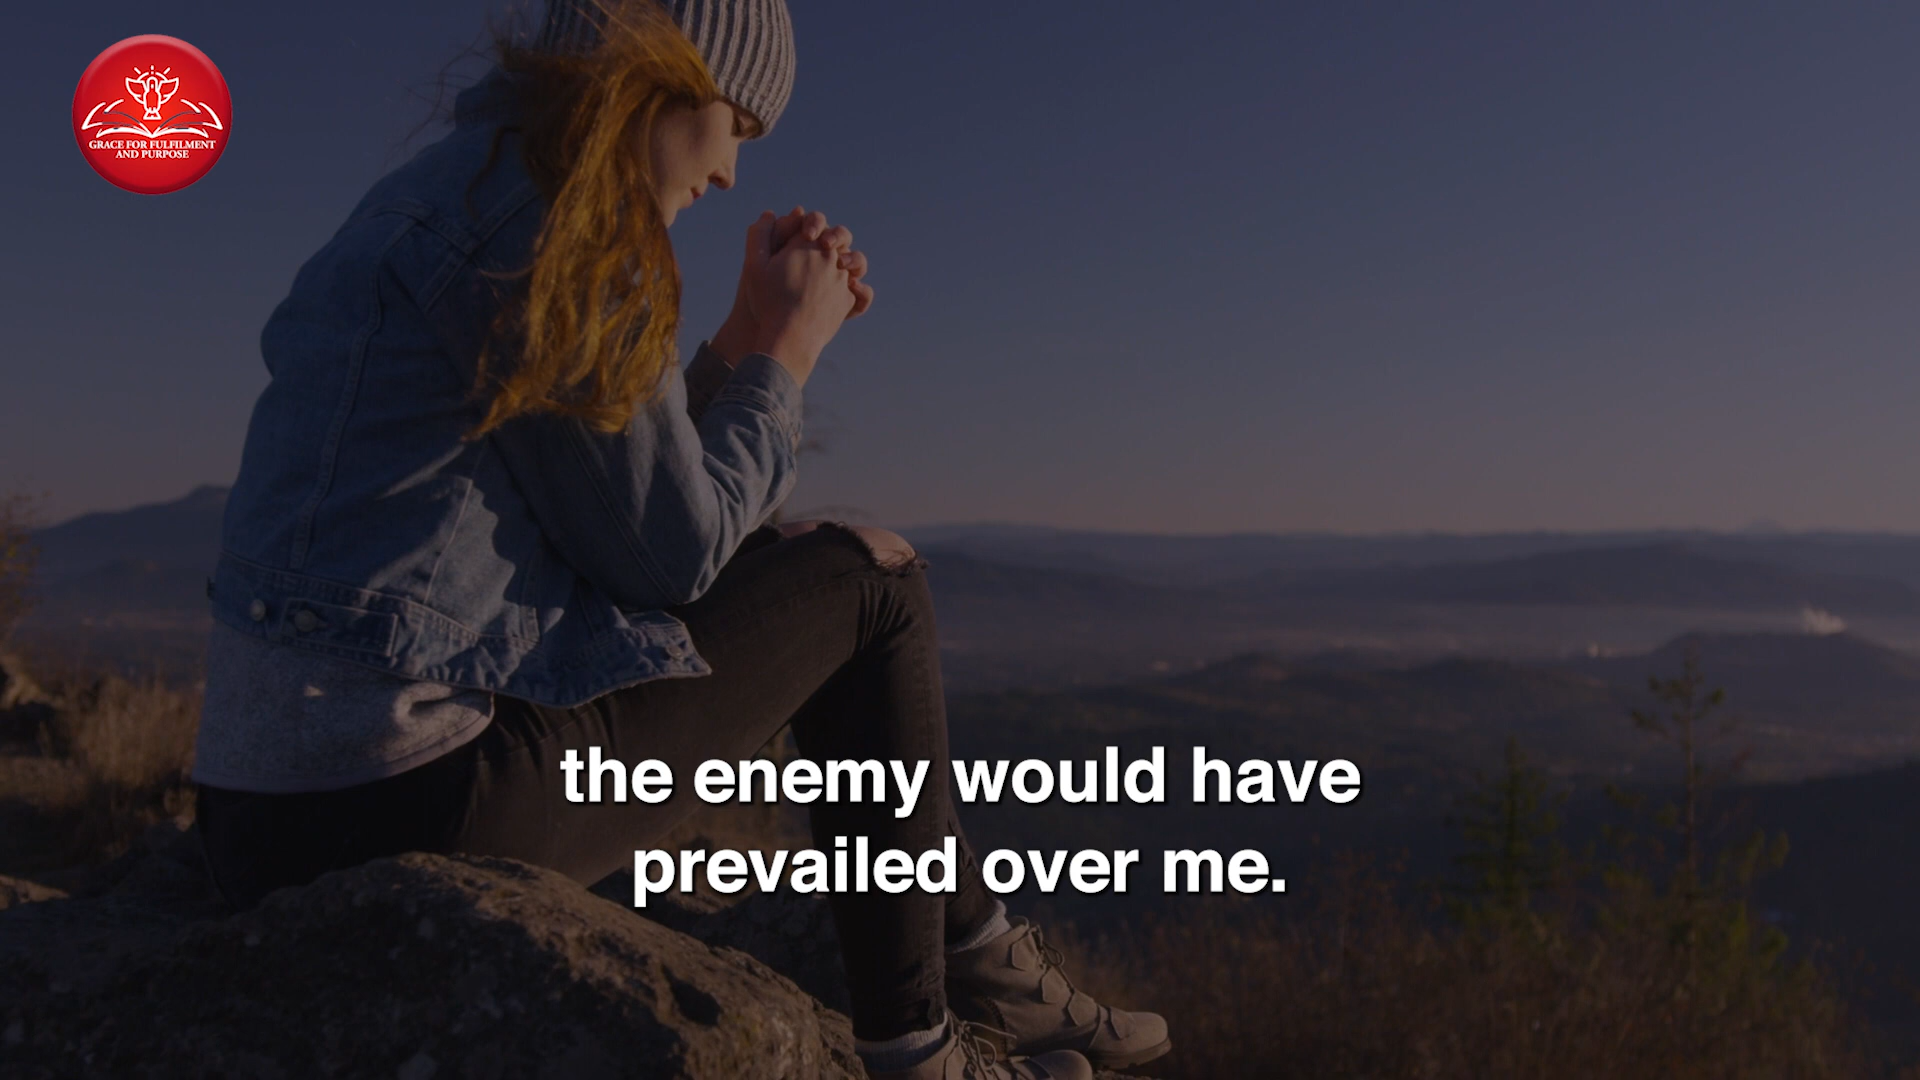 GRACE FOR FULFILMENT
AND PURPOSE
the enemy would have
prevailed over me.